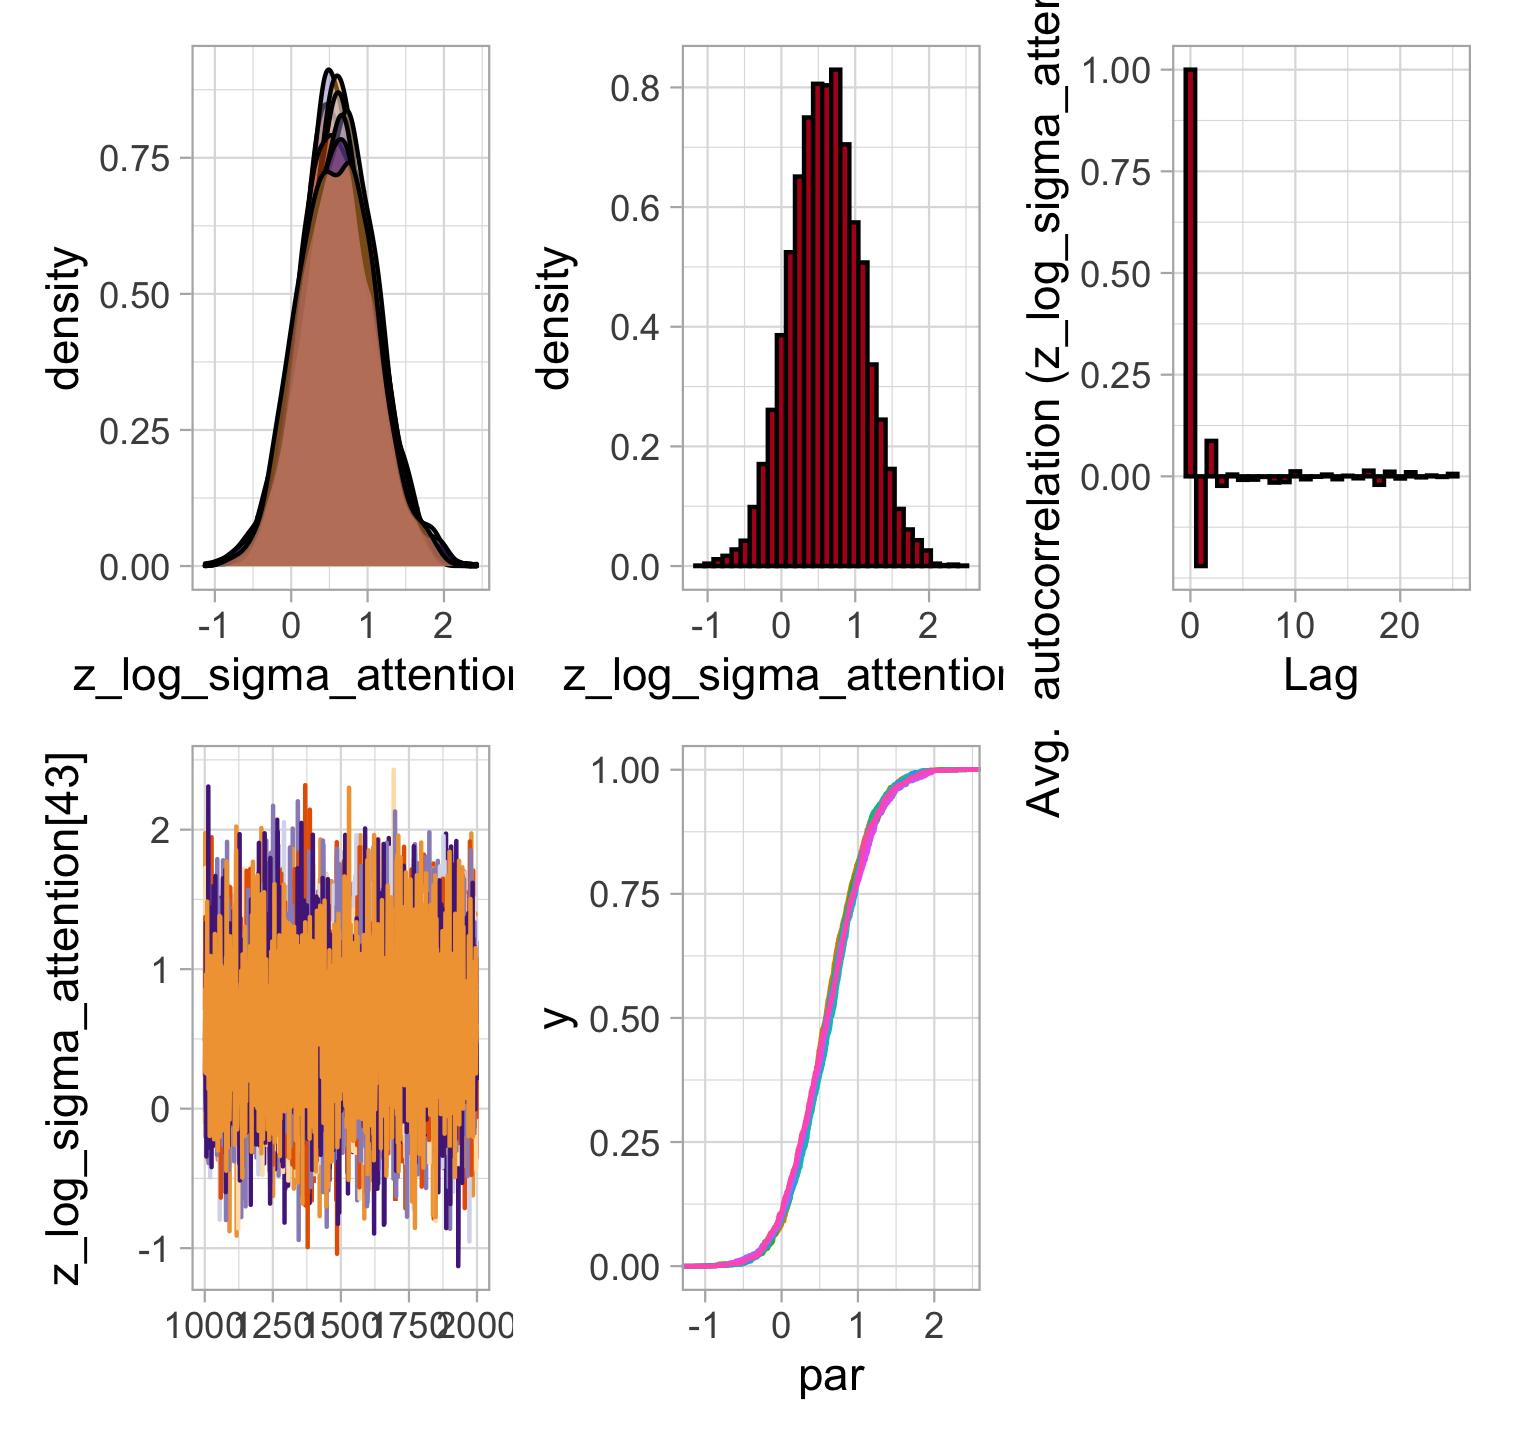 density
0.75
0.50
0.25
0.00
-1 0 1 2
z_log_sigma_attention
density
0.8
0.6
0.4
0.2
0.0
-1 0 1 2
z_log_sigma_attention
Avg. autocorrelation (z_log_sigma_atten
1.00
0.75
0.50
0.25
0.00
0 10 20
Lag
z_log_sigma_attention[43]
2
1
0
-1
1000 1250 1500 1750 2000
y
1.00
0.75
0.50
0.25
0.00
-1 0 1 2
par